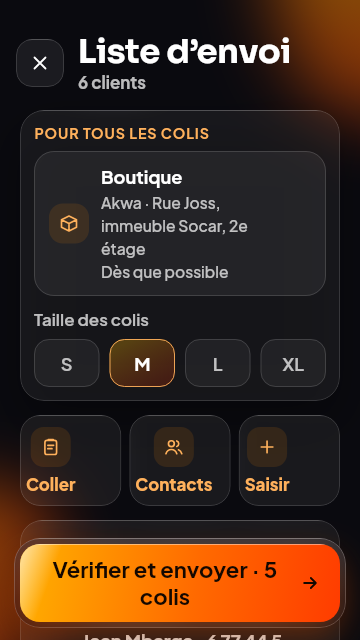 Liste d’envoi
6 clients
POUR TOUS LES COLIS
Boutique
Akwa · Rue Joss,
immeuble Socar, 2e
étage
Dès que possible
Taille des colis
S M L XL
Coller Contacts Saisir
Vérifier et envoyer · 5
colis